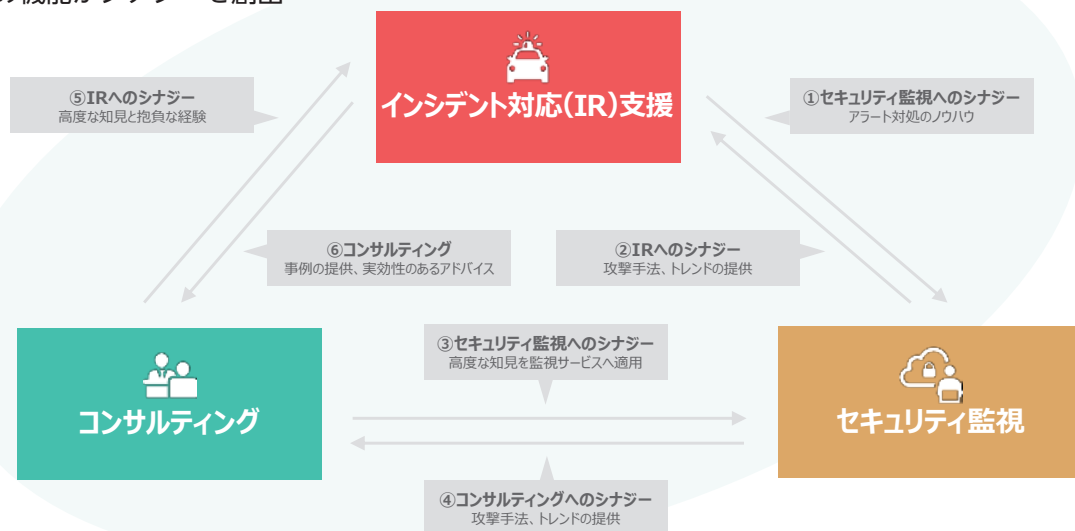 の機能がシナジーを創出
インシデント対応(IR)支援
⑤IRへのシナジー
高度な知見と抱負な経験
①セキュリティ監視へのシナジー
アラート対処のノウハウ
⑥コンサルティング
事例の提供、実効性のあるアドバイス
②IRへのシナジー
攻撃手法、トレンドの提供
③セキュリティ監視へのシナジー
高度な知見を監視サービスへ適用
コンサルティング
セキュリティ監視
④コンサルティングへのシナジー
攻撃手法、トレンドの提供